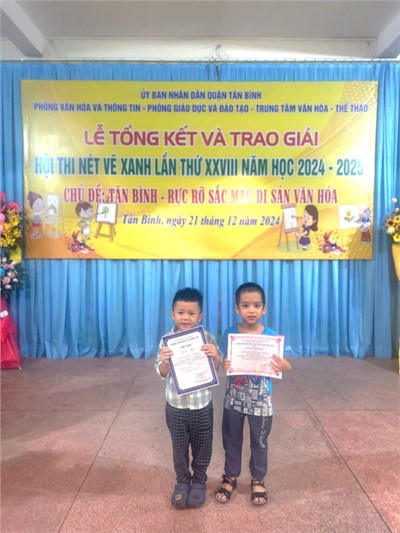 ỦY BAN NHÂN DÂN QUẬN TÂN BÌNH
PHÒNG VĂN HÓA VÀ THÔNG TIN - PHÒNG GIÁO DỤC VÀ ĐÀO TẠO - TRUNG TÂM VĂN HÓA - THỂ THAO
LỄ TỔNG KẾT VÀ TRAO GIẢI
HỘI THI NÉT VẼ XANH LẦN THỨ XXVIII NĂM HỌC 2024 - 2025
CHỦ ĐỀ: TÂN BÌNH - RỰC RỠ SẮC MÀU DI SẢN VĂN HÓA
Tân Bình, ngày 21 tháng 12 năm 2024